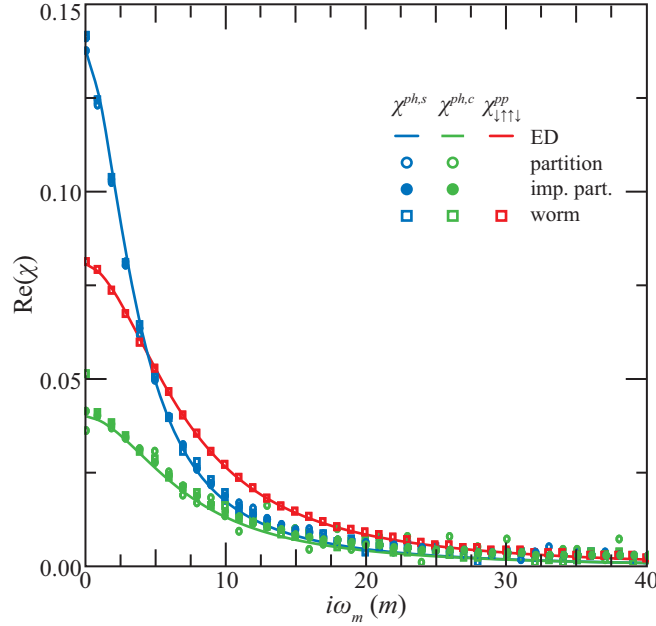 0.15
χ^{ph,s} χ^{ph,c} χ^{pp}_{↓↑↑↓}
ED
partition
imp. part.
worm
0.10
Re(χ)
0.05
0.00
0 10 20 30 40
iω_m (m)